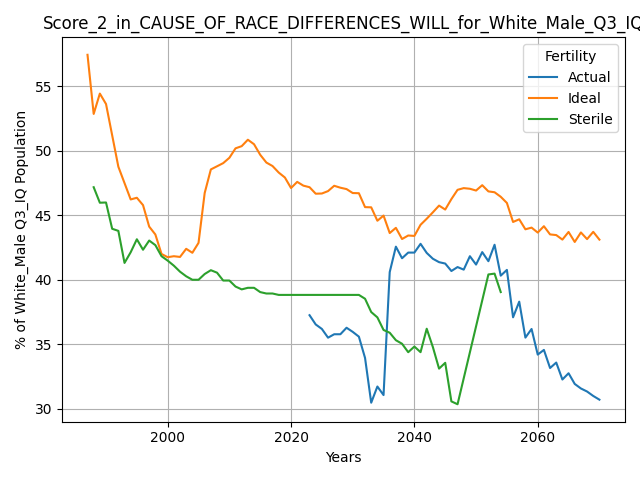 Score_2_in_CAUSE_OF_RACE_DIFFERENCES_WILL_for_White_Male_Q3_IQ
Fertility
Actual
Ideal
Sterile
% of White_Male Q3_IQ Population
55
50
45
40
35
30
2000
2020
2040
2060
Years